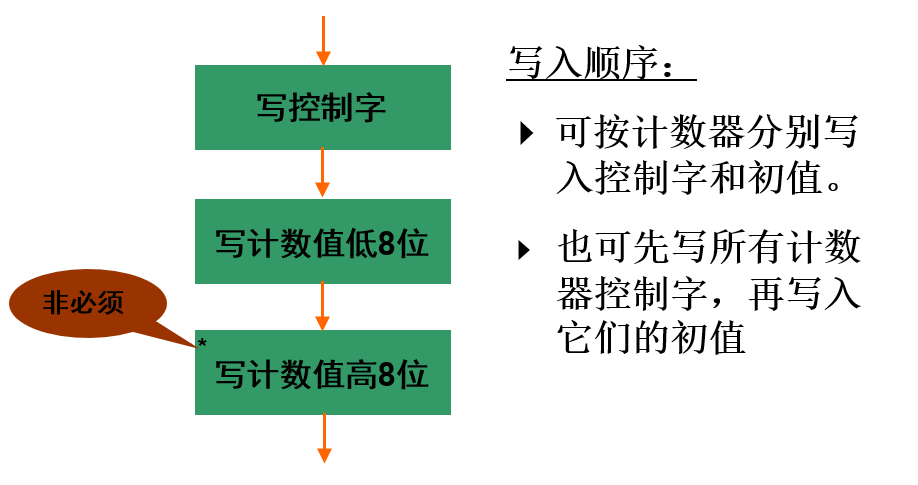 写控制字
写计数值低8位
非必须
*
写计数值高8位
写入顺序：
可按计数器分别写
入控制字和初值。
也可先写所有计数
器控制字，再写入
它们的初值